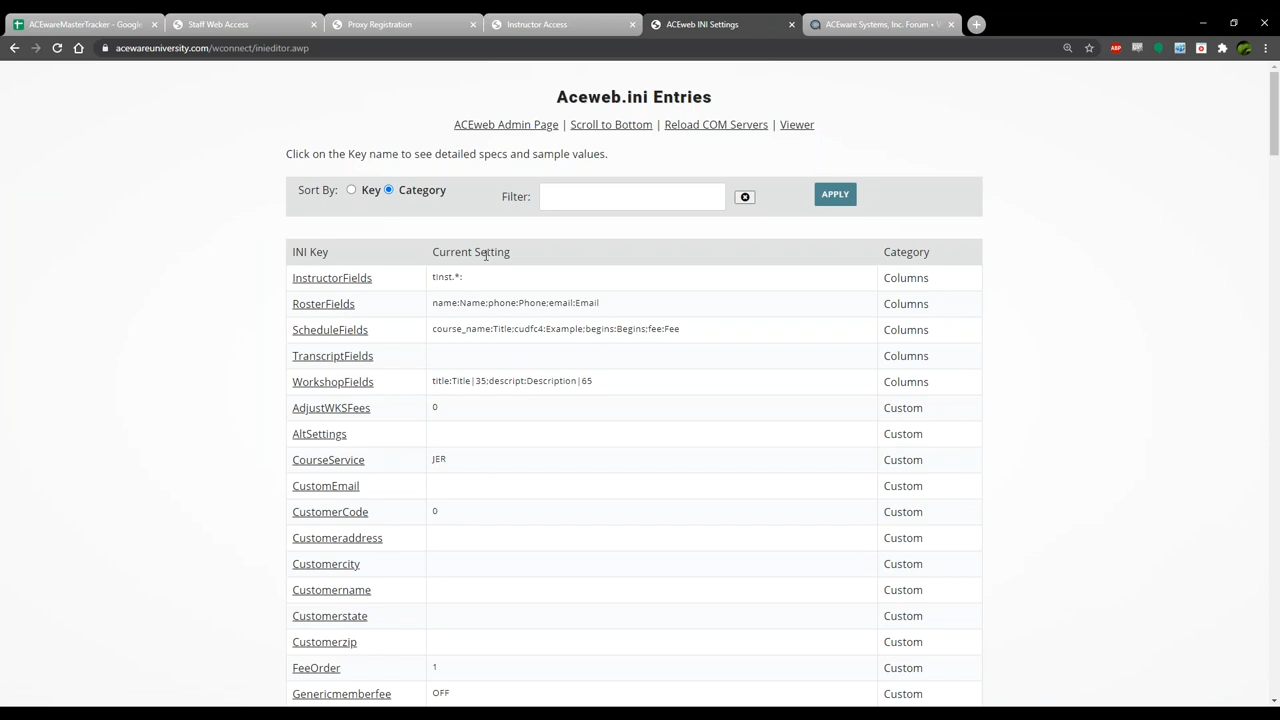 ACEwareMasterTracker - Google
Staff Web Access
Proxy Registration
Instructor Access
ACEweb INI Settings
ACEware Systems, Inc. Forum •
acewareuniversity.com/wconnect/inieditor.awp
ABP
Aceweb.ini Entries
ACEweb Admin Page | Scroll to Bottom | Reload COM Servers | Viewer
Click on the Key name to see detailed specs and sample values.
Sort By: Key Category Filter: APPLY
INI Key Current Setting Category
InstructorFields tinst.*: Columns
RosterFields name:Name;phone:Phone;email:Email Columns
ScheduleFields course_name:Title;cudfc4:Example;begins:Begins;fee:Fee Columns
TranscriptFields Columns
WorkshopFields title:Title|35;descript:Description|65 Columns
AdjustWKSFees 0 Custom
AltSettings Custom
CourseService JER Custom
CustomEmail Custom
CustomerCode 0 Custom
Customeraddress Custom
Customercity Custom
Customername Custom
Customerstate Custom
Customerzip Custom
FeeOrder 1 Custom
Genericmemberfee OFF Custom